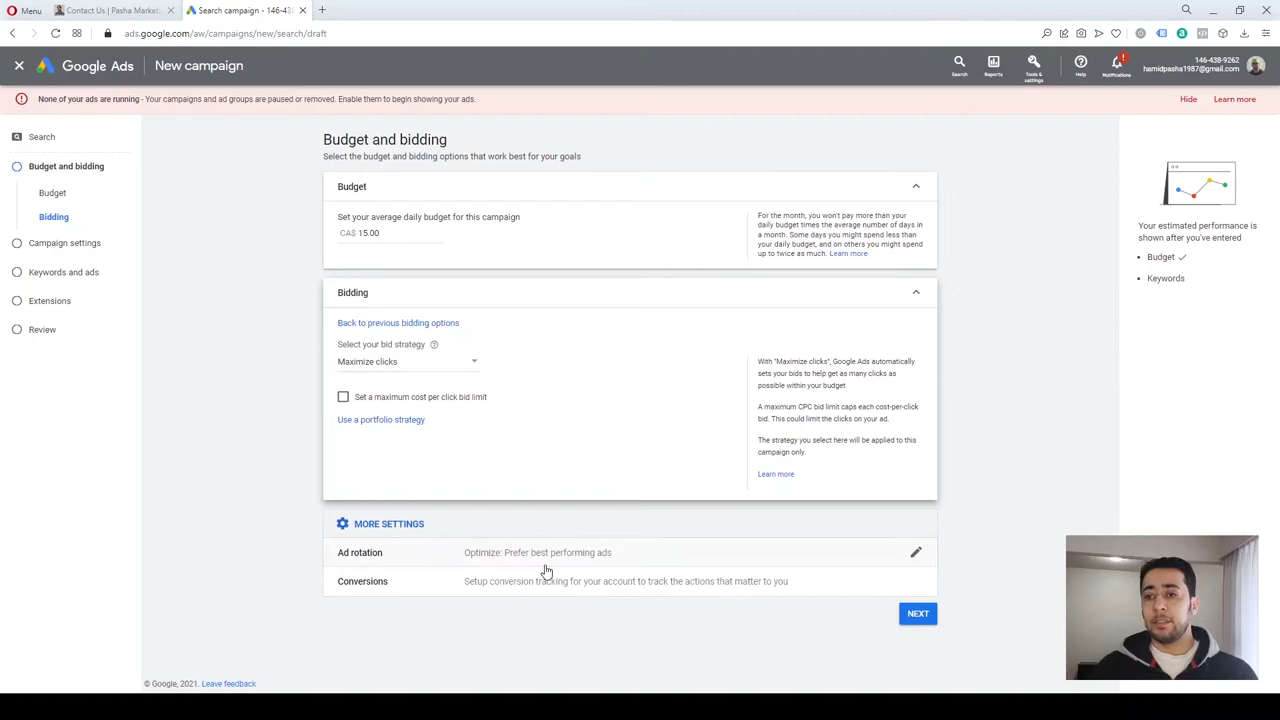 Menu
Contact Us | Pasha Marketi
Search campaign - 146-438
ads.google.com/aw/campaigns/new/search/draft
Google Ads
New campaign
Search
Reports
Tools &
settings
Help
Notifications
146-438-9262
hamidpasha1987@gmail.com
None of your ads are running - Your campaigns and ad groups are paused or removed. Enable them to begin showing your ads.
Hide
Learn more
Search
Budget and bidding
Budget
Bidding
Campaign settings
Keywords and ads
Extensions
Review
Budget and bidding
Select the budget and bidding options that work best for your goals
Budget
Set your average daily budget for this campaign
CA$ 15.00
For the month, you won't pay more than your
daily budget times the average number of days in
a month. Some days you might spend less than
your daily budget, and on others you might spend
up to twice as much. Learn more
Bidding
Back to previous bidding options
Select your bid strategy
Maximize clicks
Set a maximum cost per click bid limit
Use a portfolio strategy
With "Maximize clicks", Google Ads automatically
sets your bids to help get as many clicks as
possible within your budget
A maximum CPC bid limit caps each cost-per-click
bid. This could limit the clicks on your ad.
The strategy you select here will be applied to this
campaign only.
Learn more
MORE SETTINGS
Ad rotation
Optimize: Prefer best performing ads
Conversions
Setup conversion tracking for your account to track the actions that matter to you
NEXT
Your estimated performance is
shown after you've entered
Budget
Keywords
© Google, 2021. Leave feedback